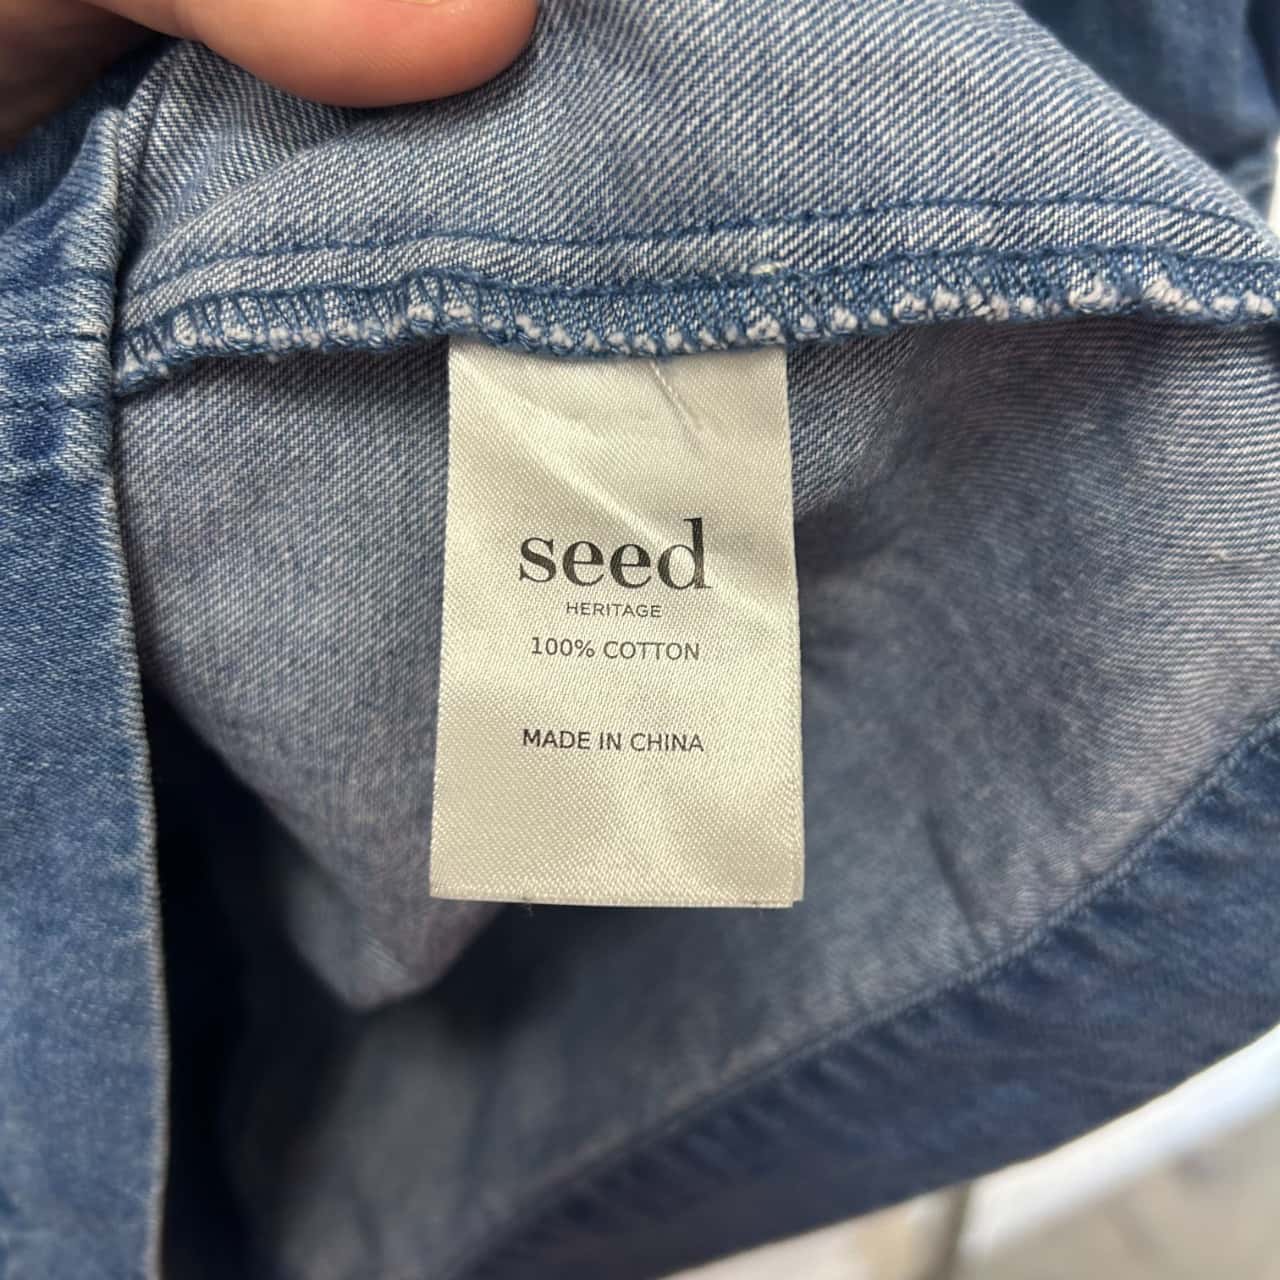 seed
HERITAGE
100% COTTON
MADE IN CHINA